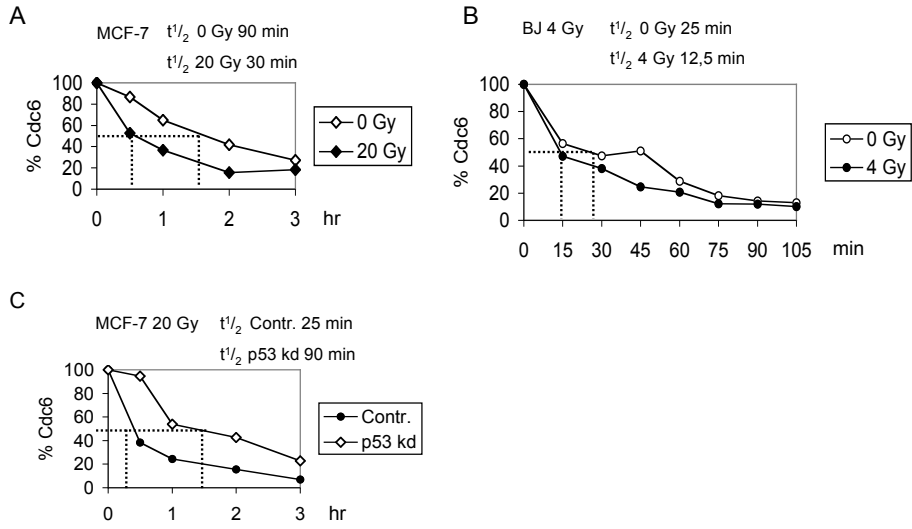 A
MCF-7 t1/2 0 Gy 90 min
t1/2 20 Gy 30 min
% Cdc6
100
80
60
40
20
0
0 1 2 3 hr
0 Gy
20 Gy
B
BJ 4 Gy t1/2 0 Gy 25 min
t1/2 4 Gy 12,5 min
% Cdc6
100
80
60
40
20
0
0 15 30 45 60 75 90 105 min
0 Gy
4 Gy
C
MCF-7 20 Gy t1/2 Contr. 25 min
t1/2 p53 kd 90 min
% Cdc6
100
80
60
40
20
0
0 1 2 3 hr
Contr.
p53 kd